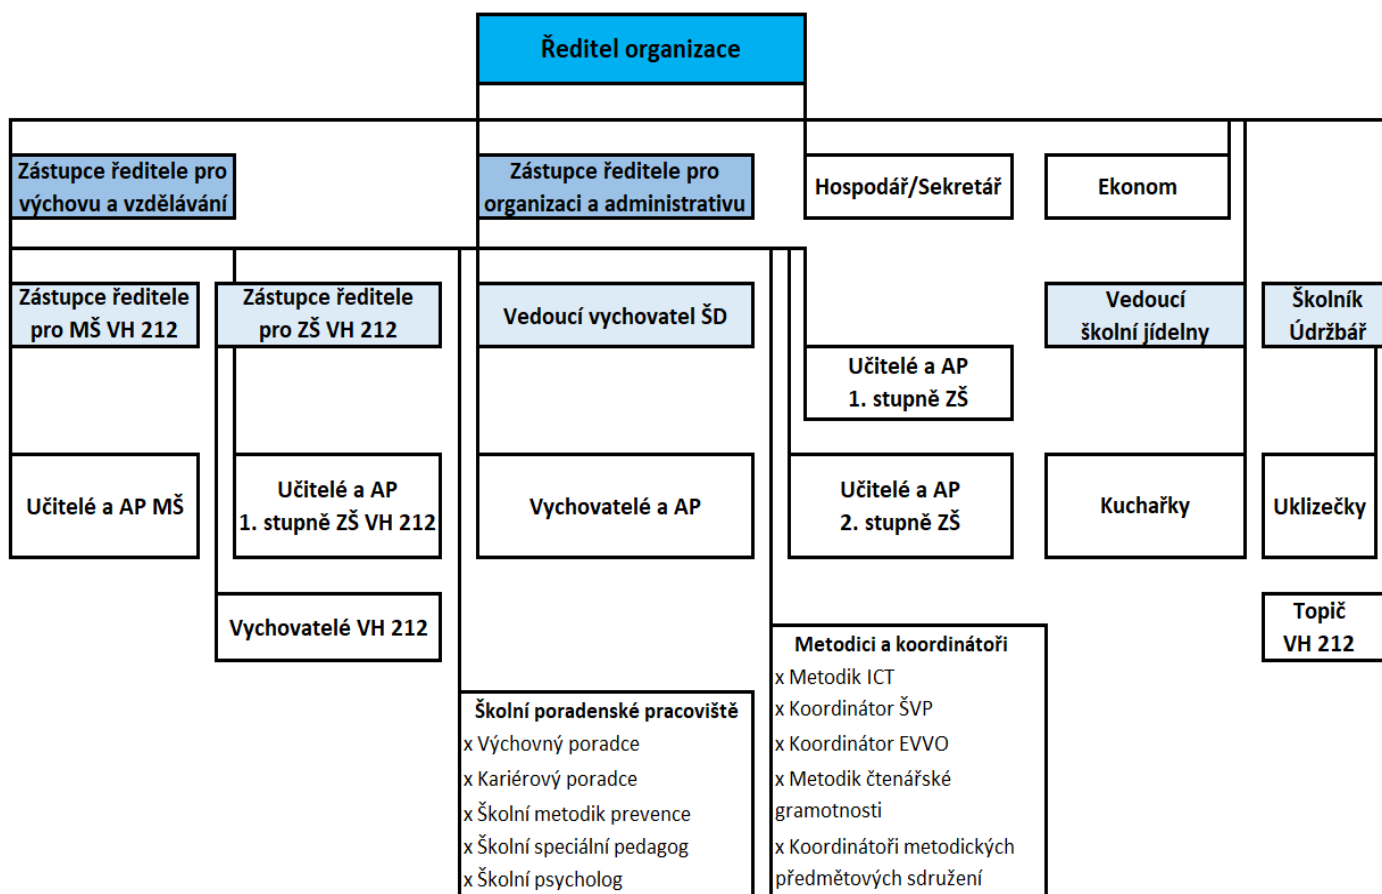 Ředitel organizace
Zástupce ředitele pro
výchovu a vzdělávání
Zástupce ředitele pro
organizaci a administrativu
Hospodář/Sekretář
Ekonom
Zástupce ředitele
pro MŠ VH 212
Zástupce ředitele
pro ZŠ VH 212
Vedoucí vychovatel ŠD
Vedoucí
školní jídelny
Školník
Údržbář
Učitelé a AP
1. stupně ZŠ
Učitelé a AP MŠ
Učitelé a AP
1. stupně ZŠ VH 212
Vychovatelé a AP
Učitelé a AP
2. stupně ZŠ
Kuchařky
Uklizečky
Vychovatelé VH 212
Topič
VH 212
Školní poradenské pracoviště
x Výchovný poradce
x Kariérový poradce
x Školní metodik prevence
x Školní speciální pedagog
x Školní psycholog
Metodici a koordinátoři
x Metodik ICT
x Koordinátor ŠVP
x Koordinátor EVVO
x Metodik čtenářské
gramotnosti
x Koordinátoři metodických
předmětových sdružení